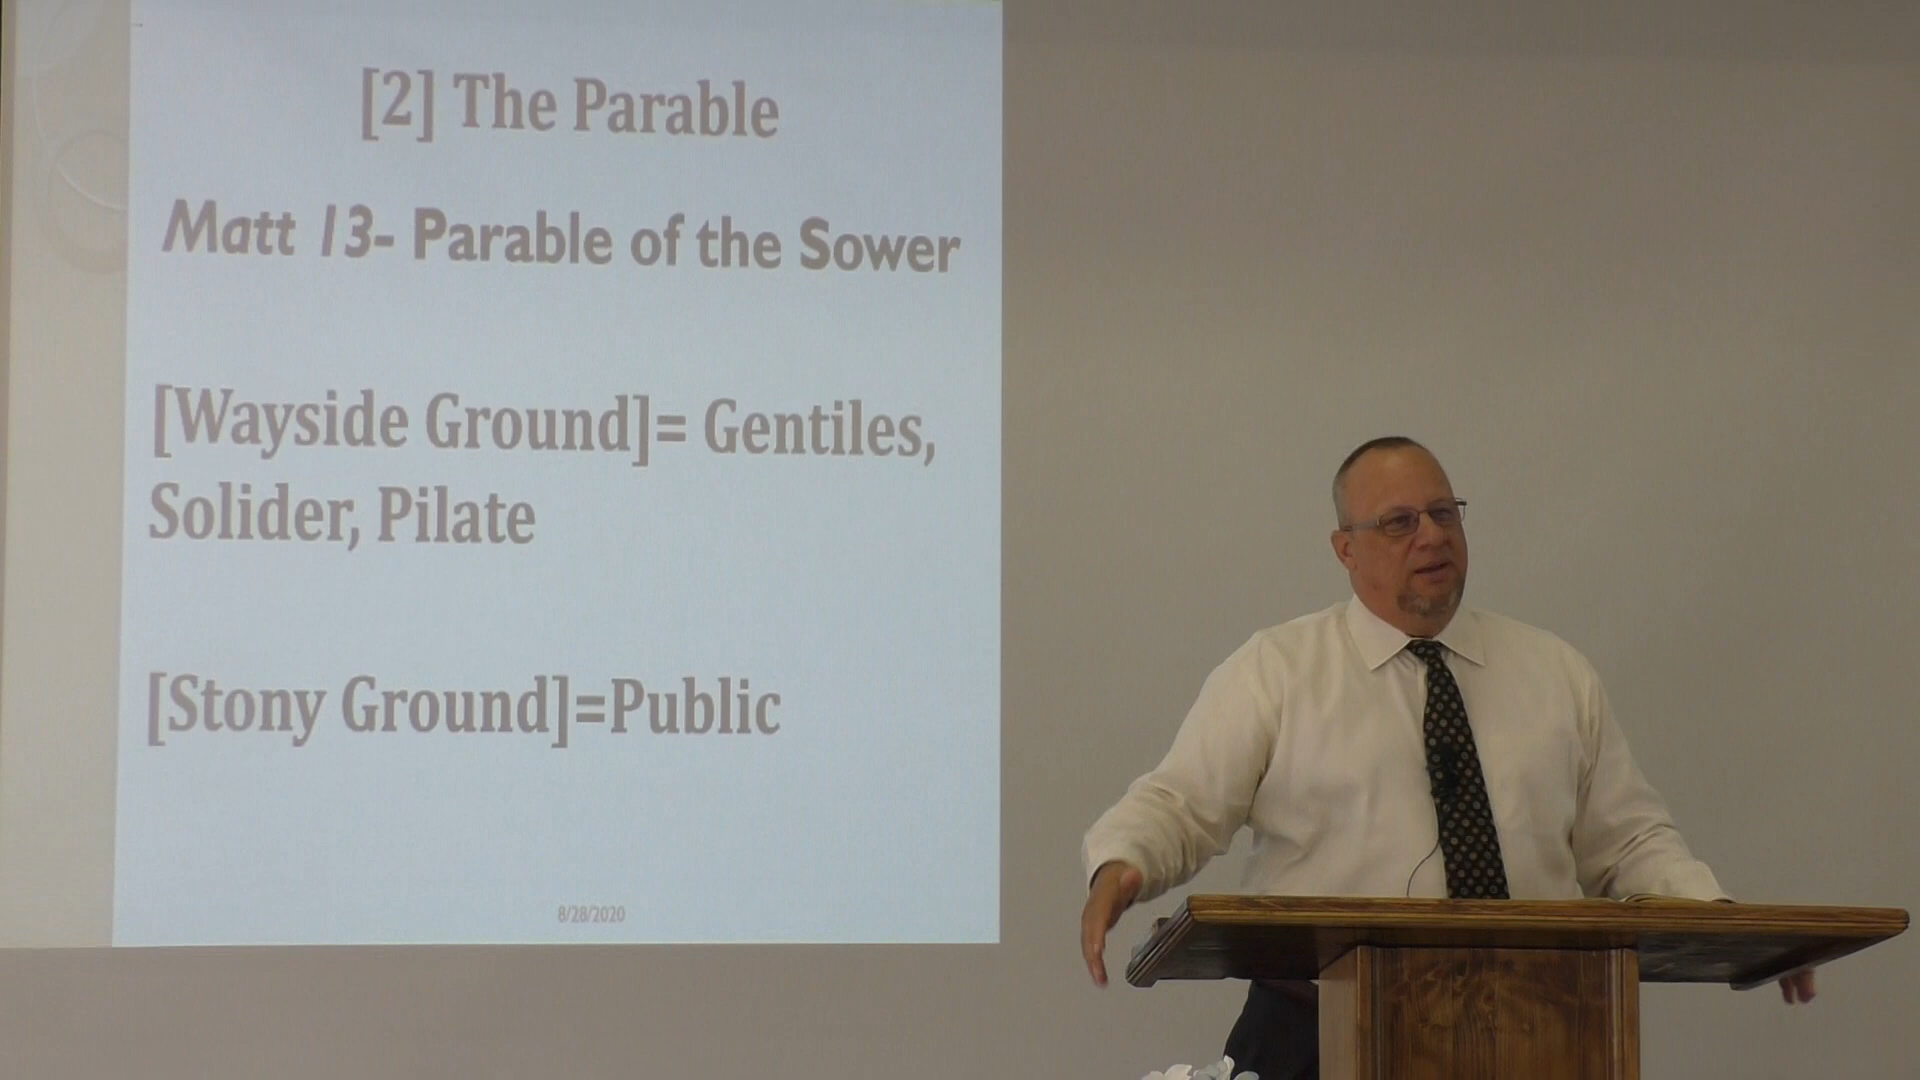 [2] The Parable
Matt 13- Parable of the Sower
[Wayside Ground]= Gentiles,
Solider, Pilate
[Stony Ground]=Public
8/28/2020